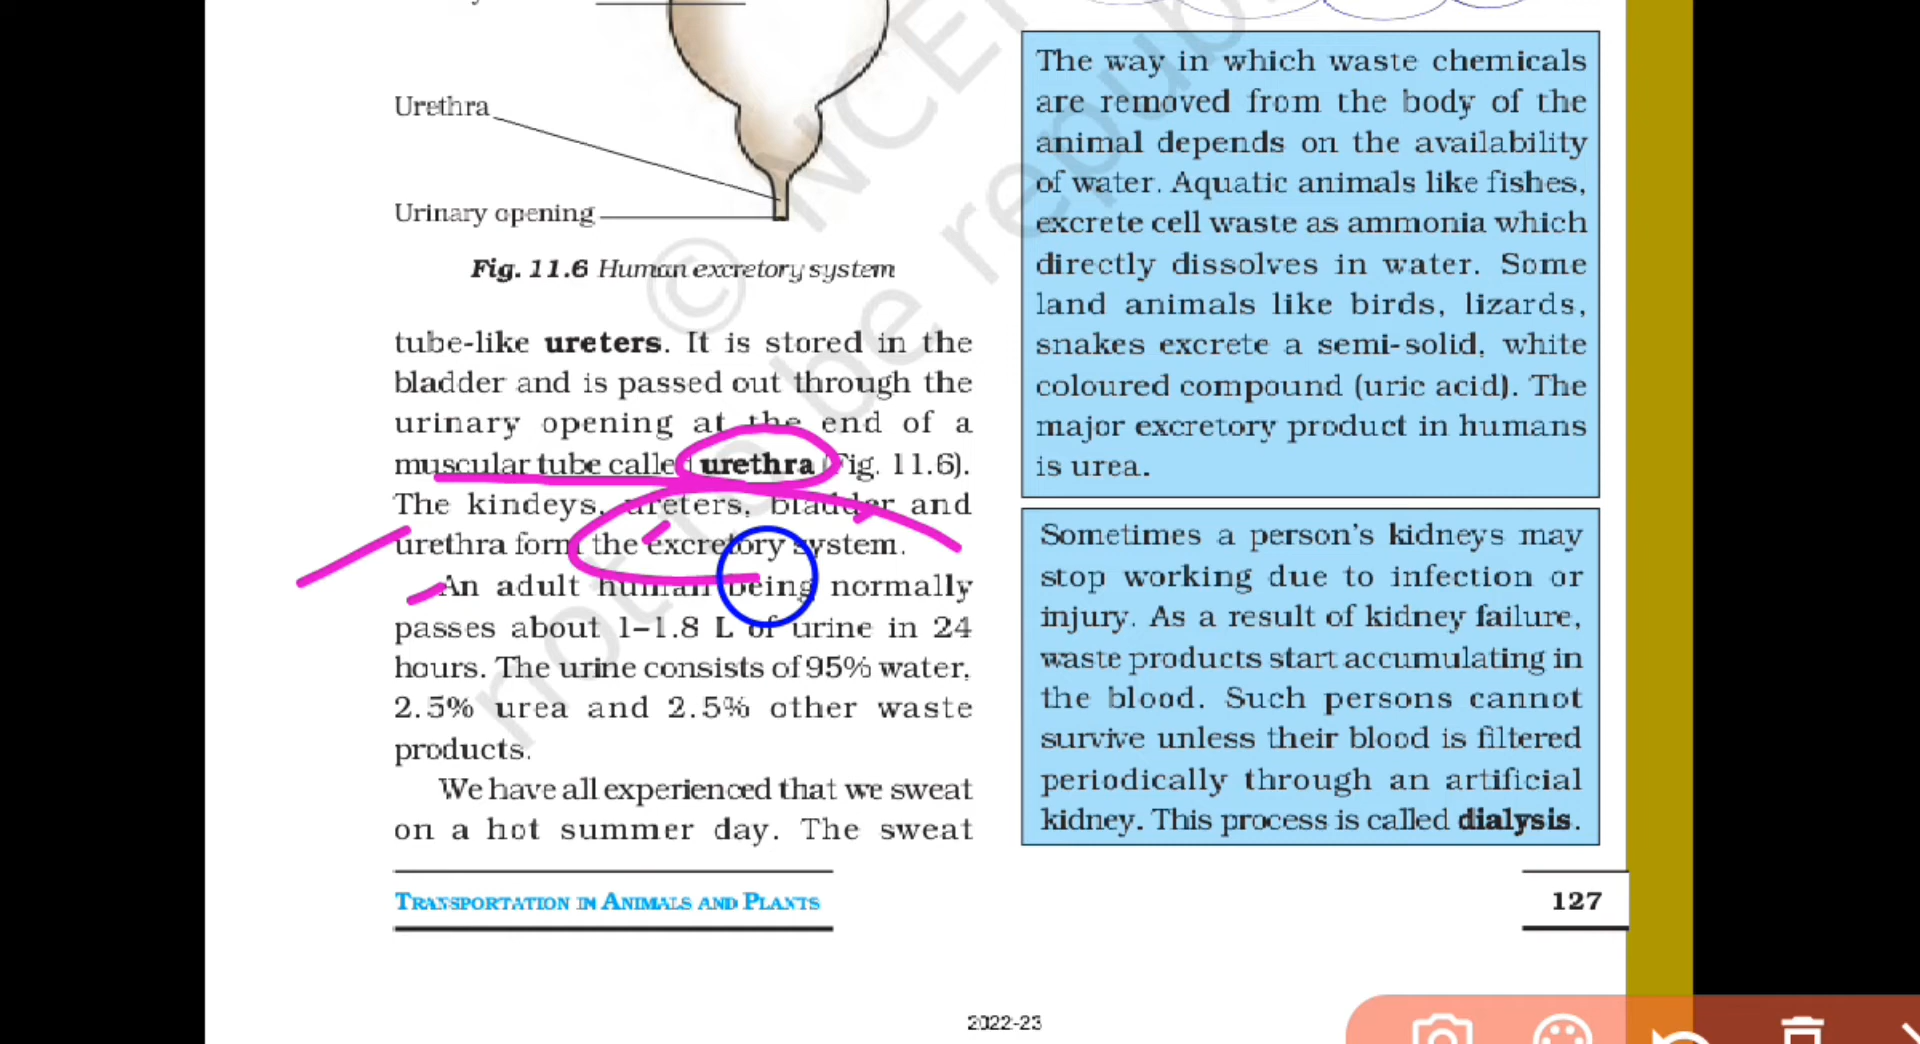 Urethra
Urinary opening
Fig. 11.6 Human excretory system
tube-like ureters. It is stored in the
bladder and is passed out through the
urinary opening at the end of a
muscular tube called urethra (Fig. 11.6).
The kindeys, ureters, bladder and
urethra form the excretory system.
An adult human being normally
passes about 1–1.8 L of urine in 24
hours. The urine consists of 95% water,
2.5% urea and 2.5% other waste
products.
We have all experienced that we sweat
on a hot summer day. The sweat
The way in which waste chemicals
are removed from the body of the
animal depends on the availability
of water. Aquatic animals like fishes,
excrete cell waste as ammonia which
directly dissolves in water. Some
land animals like birds, lizards,
snakes excrete a semi-solid, white
coloured compound (uric acid). The
major excretory product in humans
is urea.
Sometimes a person's kidneys may
stop working due to infection or
injury. As a result of kidney failure,
waste products start accumulating in
the blood. Such persons cannot
survive unless their blood is filtered
periodically through an artificial
kidney. This process is called dialysis.
TRANSPORTATION IN ANIMALS AND PLANTS
127
2022-23
©
not to be